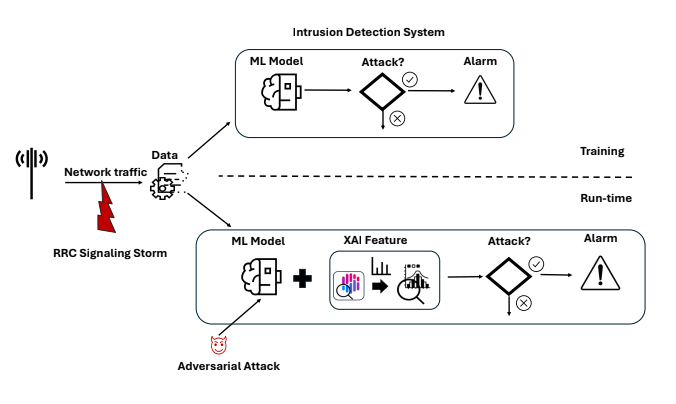 Intrusion Detection System
ML Model
Attack?
Alarm
Data
Network traffic
Training
Run-time
RRC Signaling Storm
ML Model
XAI Feature
Attack?
Alarm
Adversarial Attack